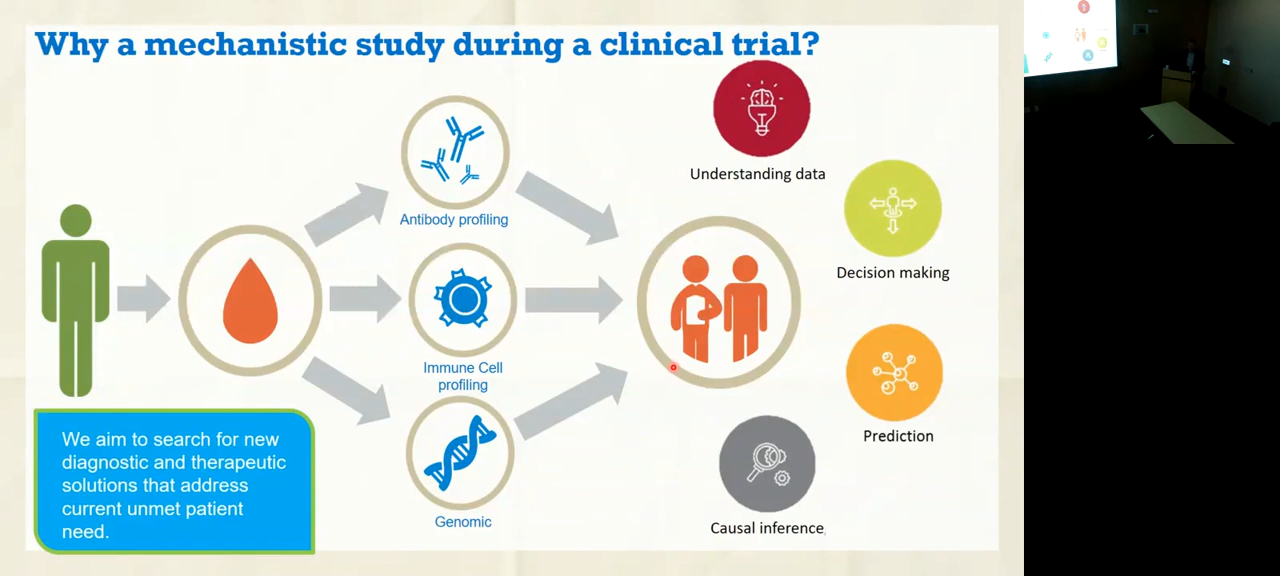 Why a mechanistic study during a clinical trial?
Understanding data
Antibody profiling
Decision making
Immune Cell
profiling
Prediction
We aim to search for new
diagnostic and therapeutic
solutions that address
current unmet patient
need.
Genomic
Causal inference